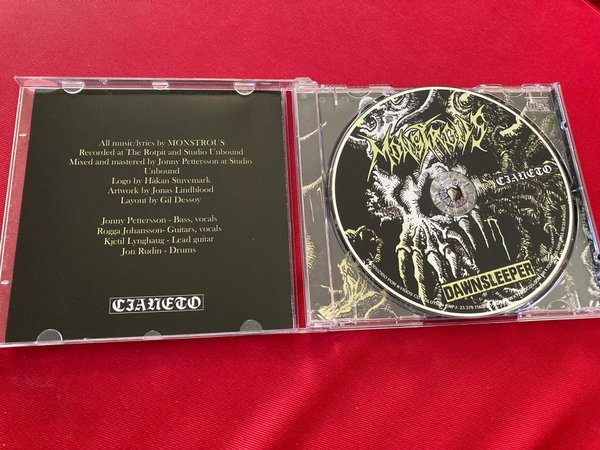 All music/lyrics by MONSTROUS
Recorded at The Rotpit and Studio Unbound
Mixed and mastered by Jonny Pettersson at Studio
Unbound
Logo by Håkan Stuvemark
Artwork by Jonas Lindblood
Layout by Gil Dessoy
Jonny Pettersson - Bass, vocals
Rogga Johansson- Guitars, vocals
Kjetil Lynghaug - Lead guitar
Jon Rudin - Drums
CIANETO
MONSTROUS
CIANETO
DAWNSLEEPER